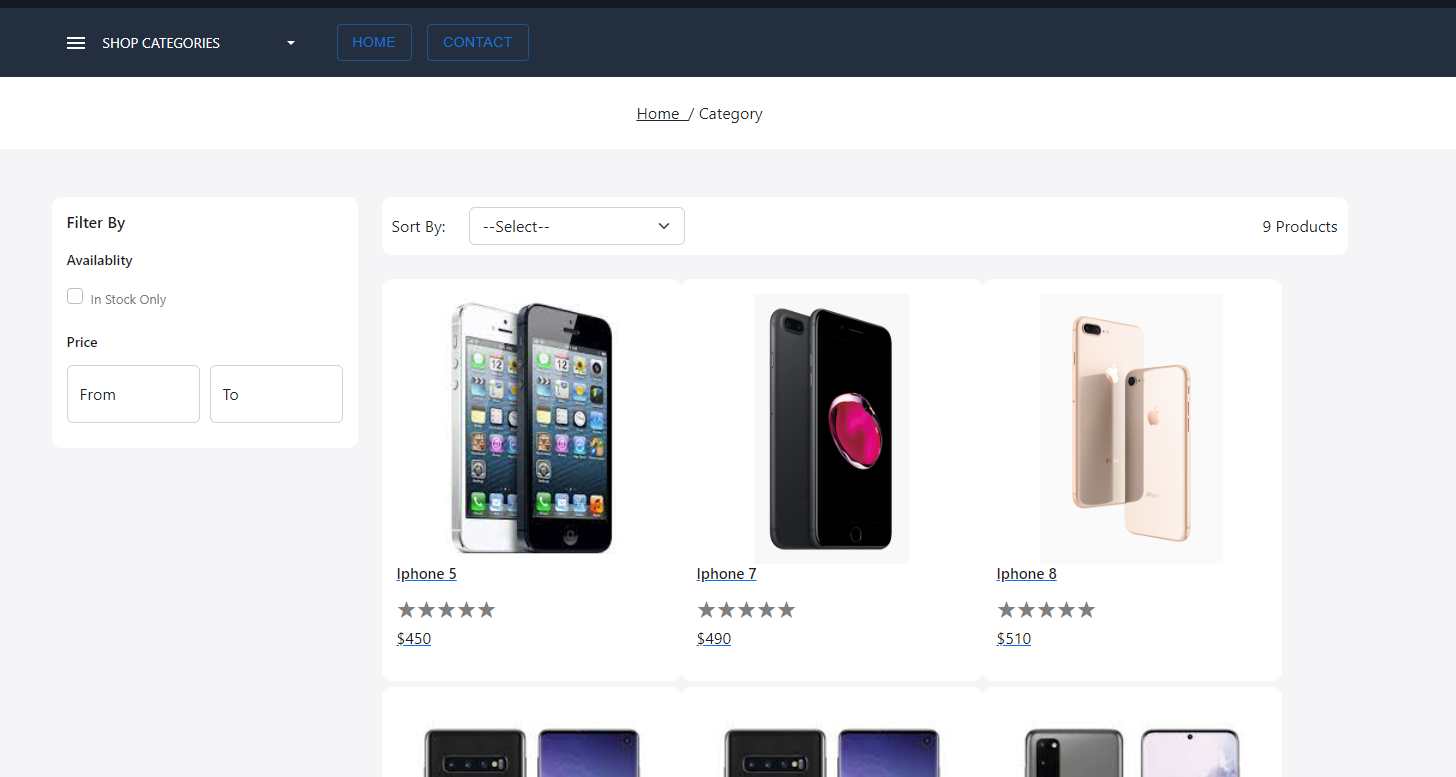 SHOP CATEGORIES
HOME
CONTACT
Home / Category
Filter By
Availablity
In Stock Only
Price
From
To
Sort By:
--Select--
9 Products
Iphone 5
$450
Iphone 7
$490
Iphone 8
$510